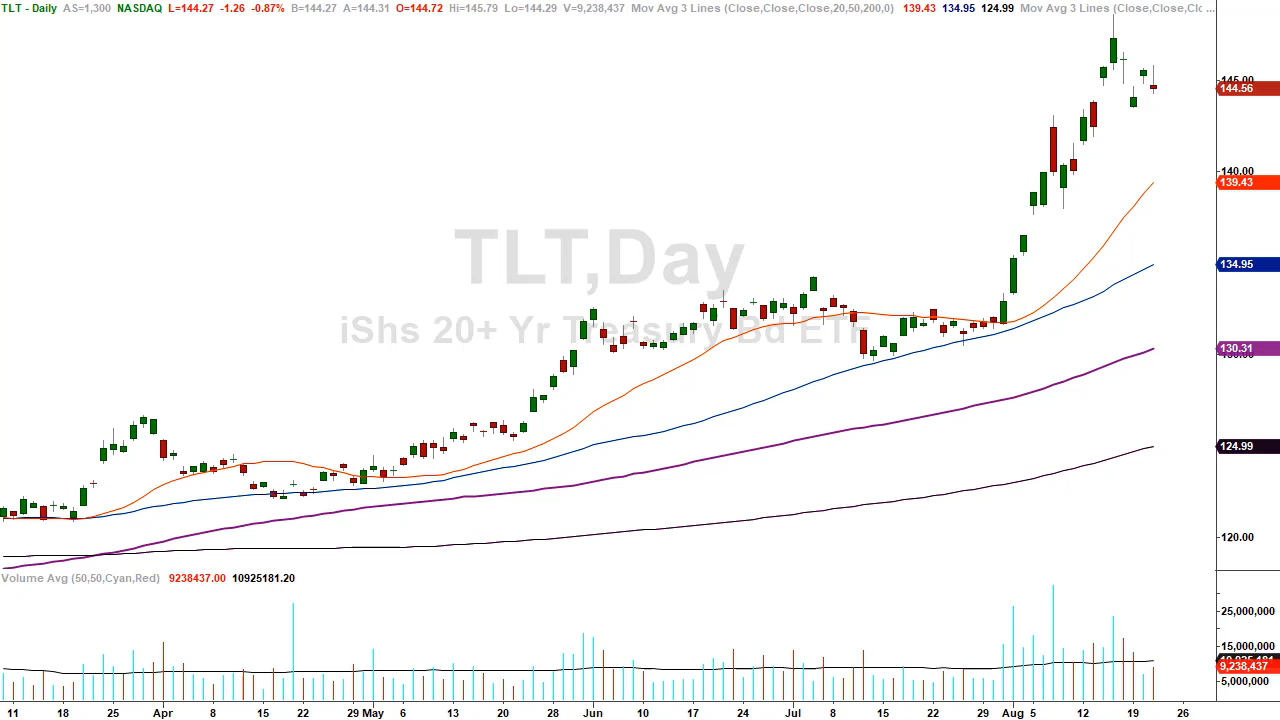 TLT - Daily AS=1,300 NASDAQ L=144.27 -1.26 -0.87% B=144.27 A=144.31 O=144.72 Hi=145.79 Lo=144.29 V=9,238,437 Mov Avg 3 Lines (Close,Close,Close,20,50,200,0) 139.43 134.95 124.99 Mov Avg 3 Lines (Close,Close,Clc ...
145.00
144.56
140.00
139.43
TLT,Day
134.95
iShs 20+ Yr Treasury Bd ETF
130.31
130.00
124.99
120.00
Volume Avg (50,50,Cyan,Red) 9238437.00 10925181.20
25,000,000
15,000,000
9,238,437
5,000,000
11 18 25 Apr 8 15 22 29 May 6 13 20 28 Jun 10 17 24 Jul 8 15 22 29 Aug 5 12 19 26